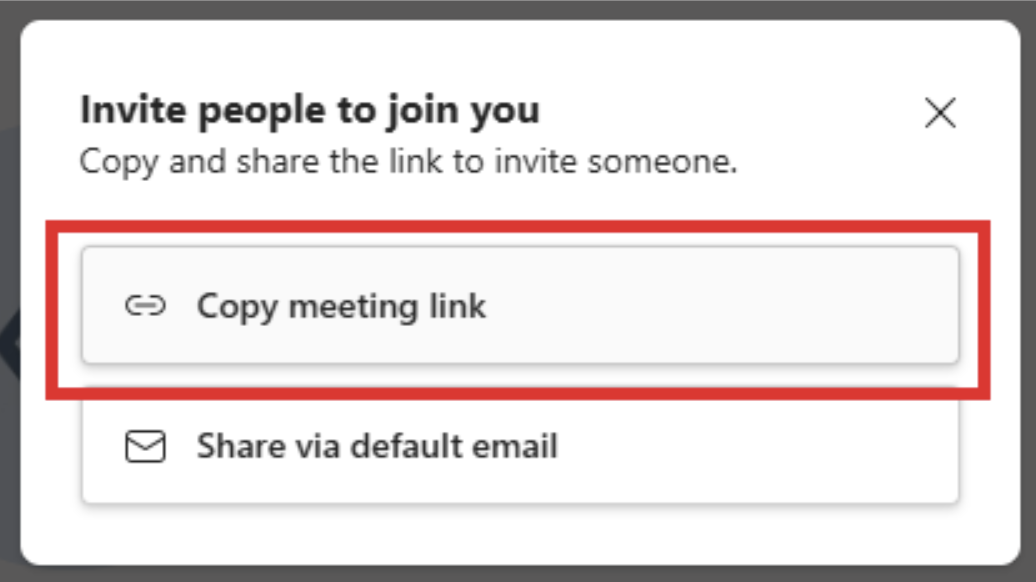 Invite people to join you
Copy and share the link to invite someone.
Copy meeting link
Share via default email